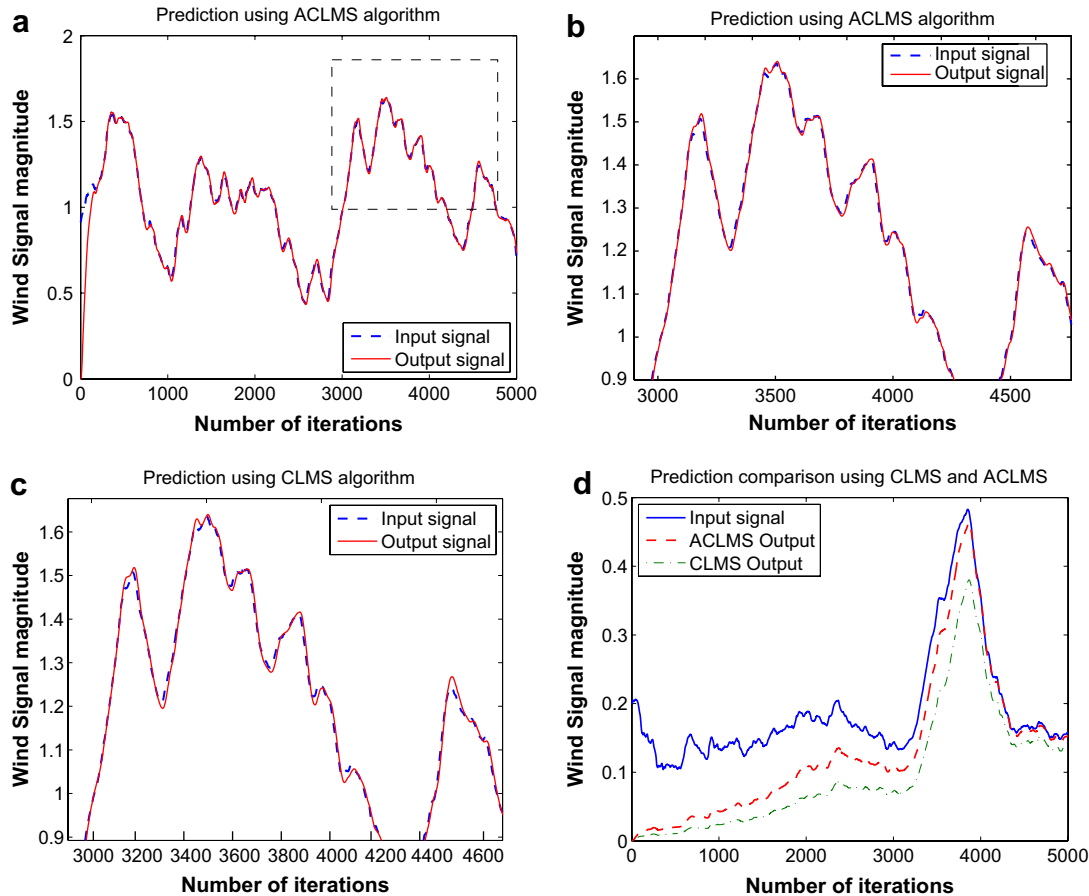 a
Prediction using ACLMS algorithm
2
1.5
1
0.5
0
0
1000
2000
3000
4000
5000
Wind Signal magnitude
Number of iterations
Input signal
Output signal
b
Prediction using ACLMS algorithm
1.6
1.5
1.4
1.3
1.2
1.1
1
0.9
3000
3500
4000
4500
Wind Signal magnitude
Number of iterations
Input signal
Output signal
c
Prediction using CLMS algorithm
1.6
1.5
1.4
1.3
1.2
1.1
1
0.9
3000
3200
3400
3600
3800
4000
4200
4400
4600
Wind Signal magnitude
Number of iterations
Input signal
Output signal
d
Prediction comparison using CLMS and ACLMS
0.5
0.4
0.3
0.2
0.1
0
0
1000
2000
3000
4000
5000
Wind Signal magnitude
Number of iterations
Input signal
ACLMS Output
CLMS Output